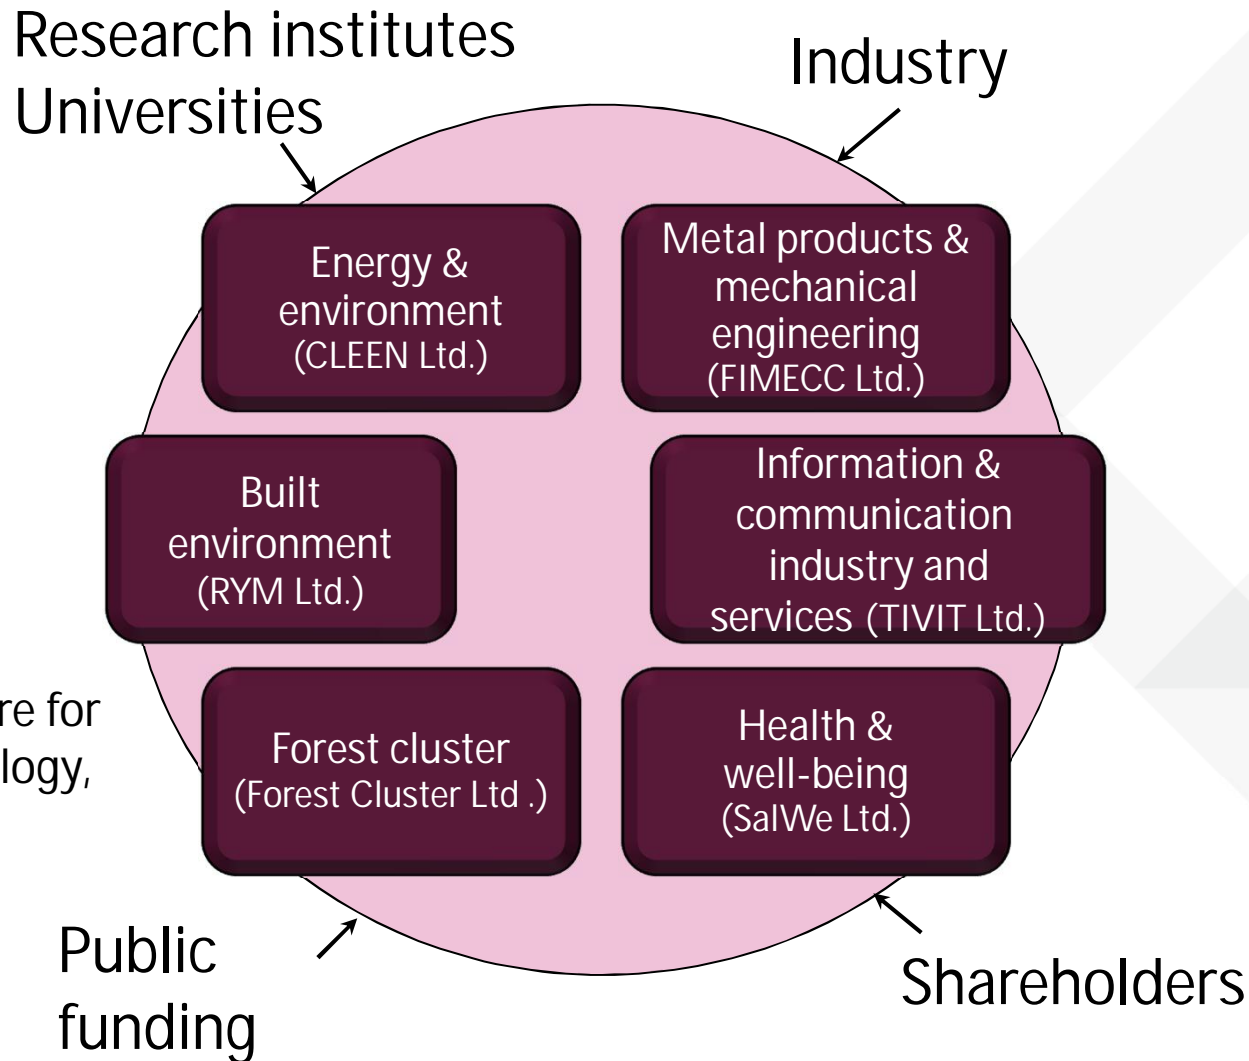 Research institutes
Universities
Industry
Energy &
environment
(CLEEN Ltd.)
Metal products &
mechanical
engineering
(FIMECC Ltd.)
Built
environment
(RYM Ltd.)
Information &
communication
industry and
services (TIVIT Ltd.)
re for
logy,
Forest cluster
(Forest Cluster Ltd .)
Health &
well-being
(SalWe Ltd.)
Public
funding
Shareholders